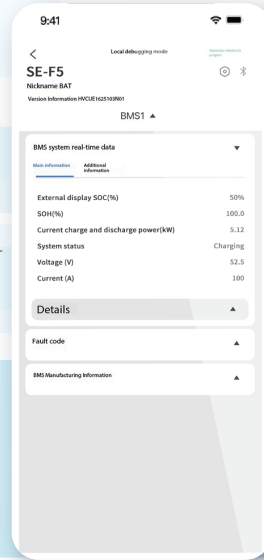 9:41
Local debugging mode
SE-F5
Nickname BAT
Version Information HVCUE1625103N01
BMS1 ▲
BMS system real-time data ▼
Main information Additional information
External display SOC(%) 50%
SOH(%) 100.0
Current charge and discharge power(kW) 5.12
System status Charging
Voltage (V) 52.5
Current (A) 100
Details ▲
Fault code ▲
BMS Manufacturing Information ▲